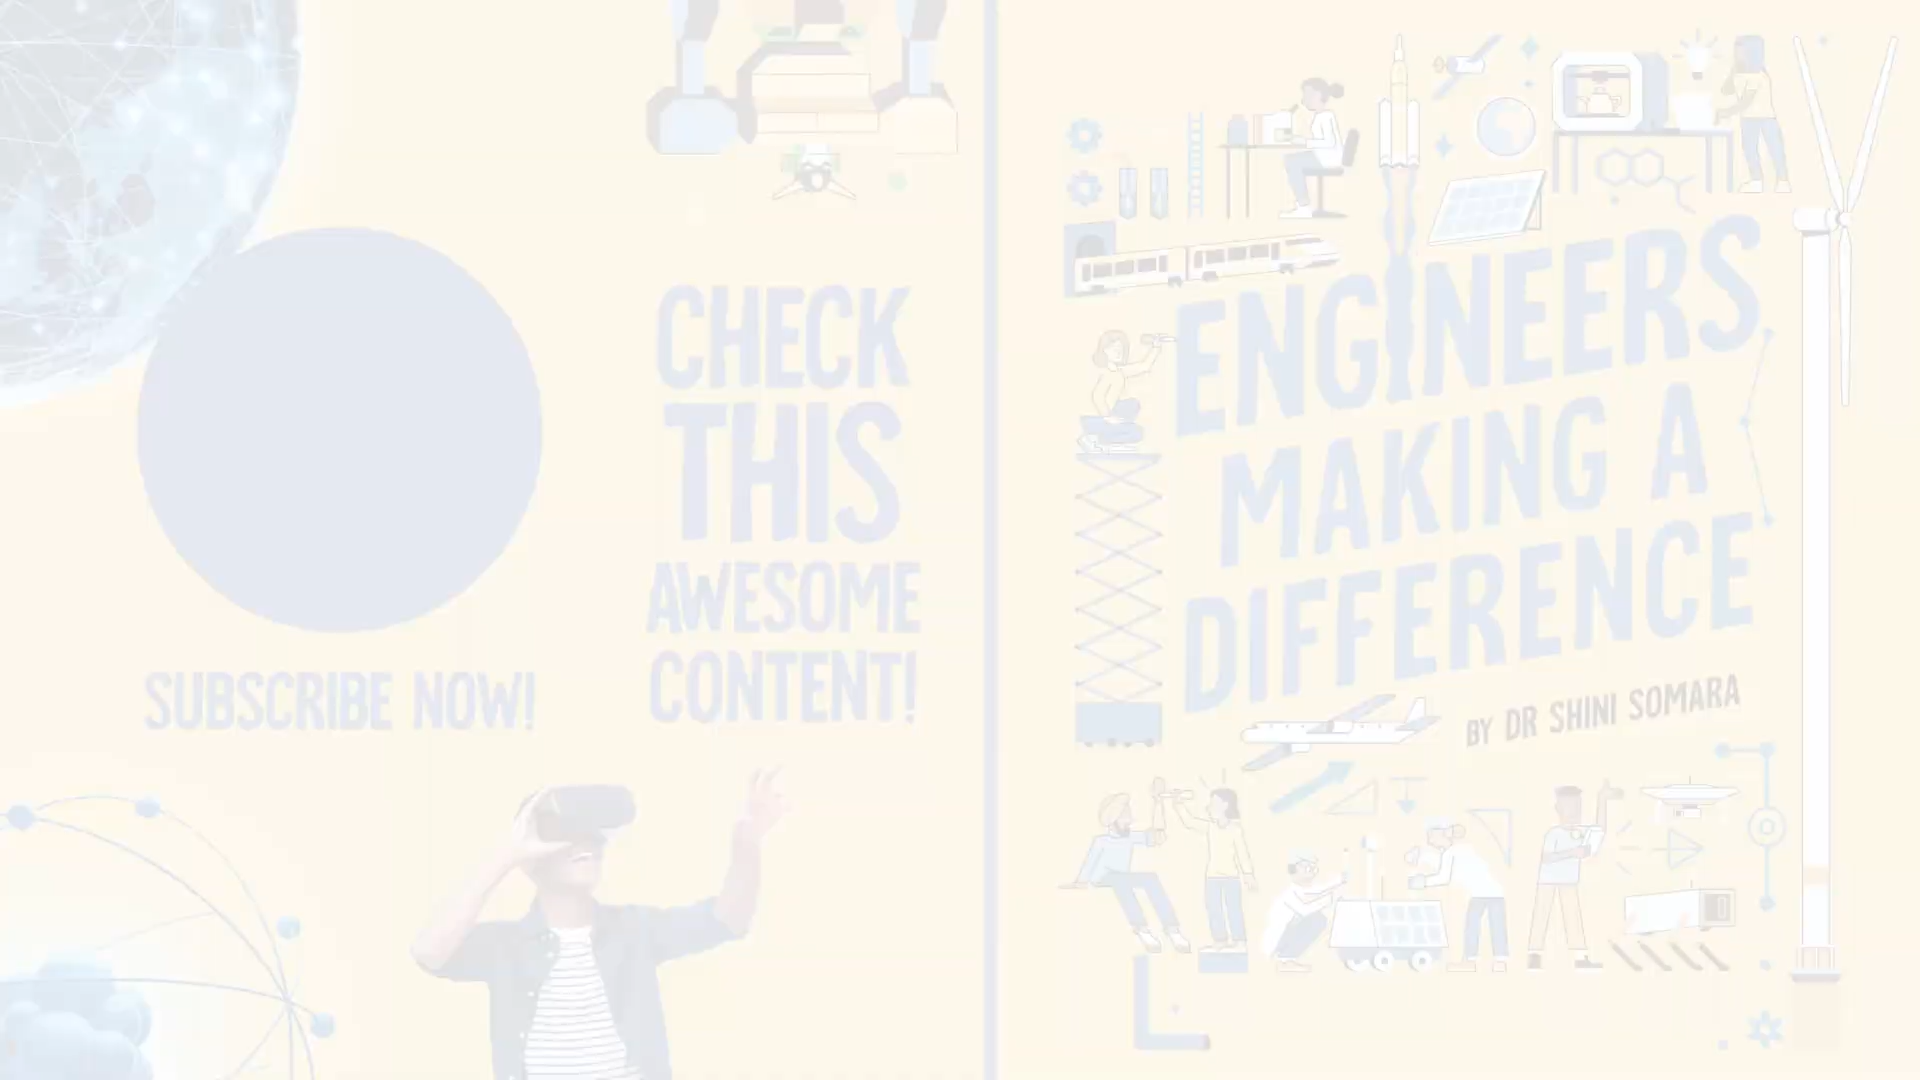 CHECK
THIS
AWESOME
CONTENT!
SUBSCRIBE NOW!
ENGINEERS
MAKING A
DIFFERENCE
BY DR SHINI SOMARA